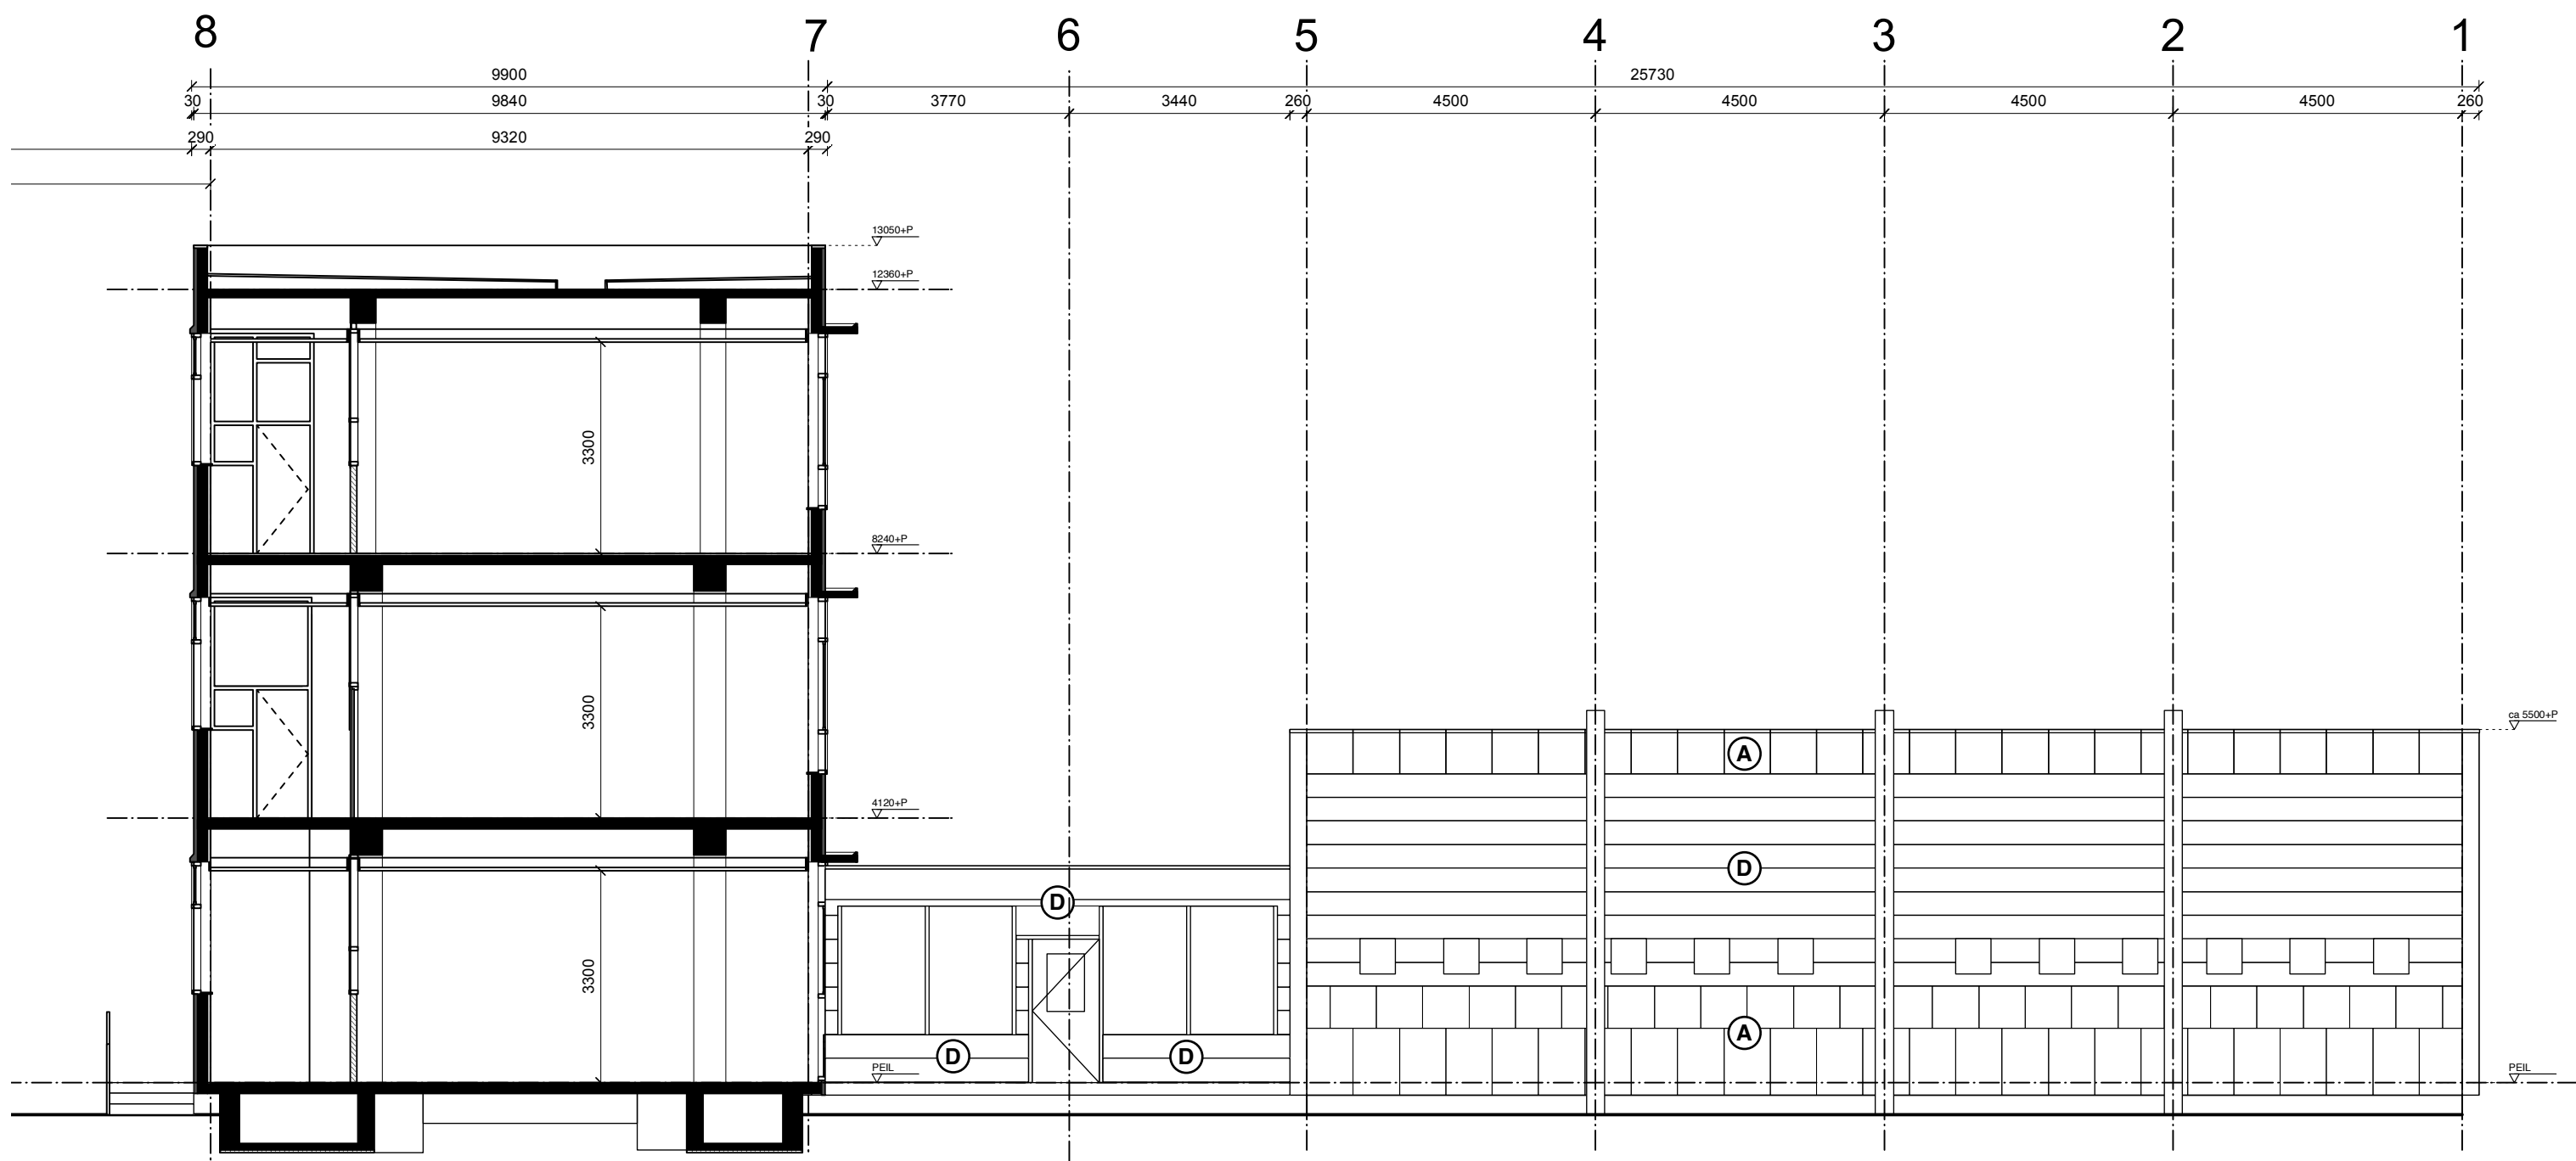 8 7 6 5 4 3 2 1
9900 25730
30 9840 30 3770 3440 260 4500 4500 4500 4500 260
290 9320 290
13050+P
12360+P
3300
8240+P
3300
ca 5500+P
A
4120+P
D
D
3300
A
D D
PEIL PEIL